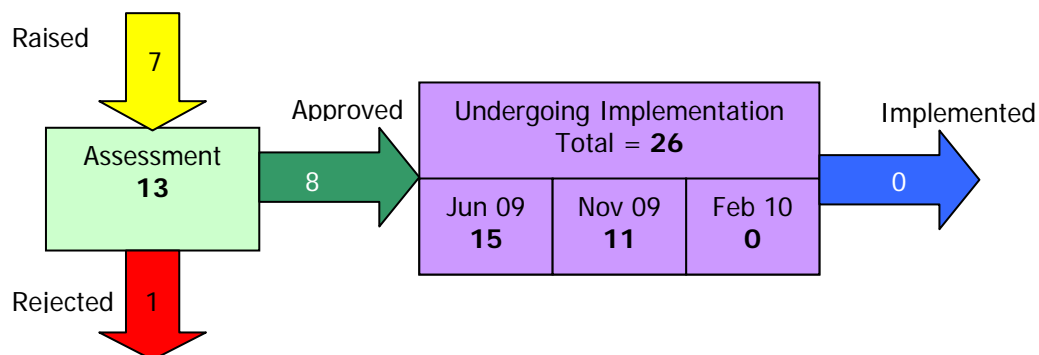 Raised
7
Approved
Undergoing Implementation
Total = 26
Implemented
Assessment
13
8
0
Jun 09
15
Nov 09
11
Feb 10
0
Rejected
1